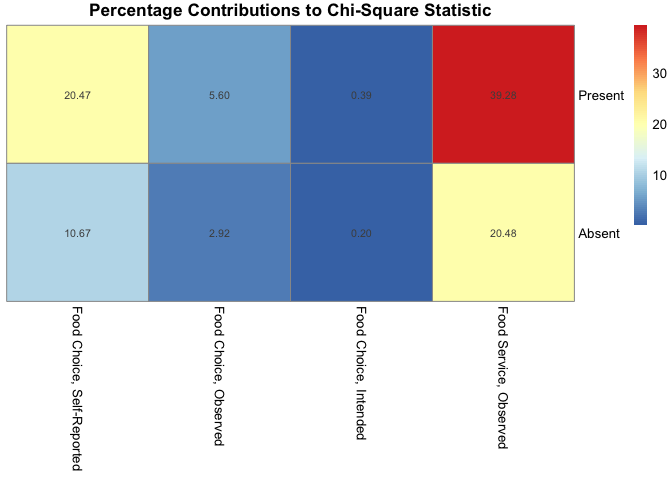 Percentage Contributions to Chi-Square Statistic
20.47 5.60 0.39 39.28 Present
10.67 2.92 0.20 20.48 Absent
30
20
10
Food Choice, Self-Reported
Food Choice, Observed
Food Choice, Intended
Food Service, Observed